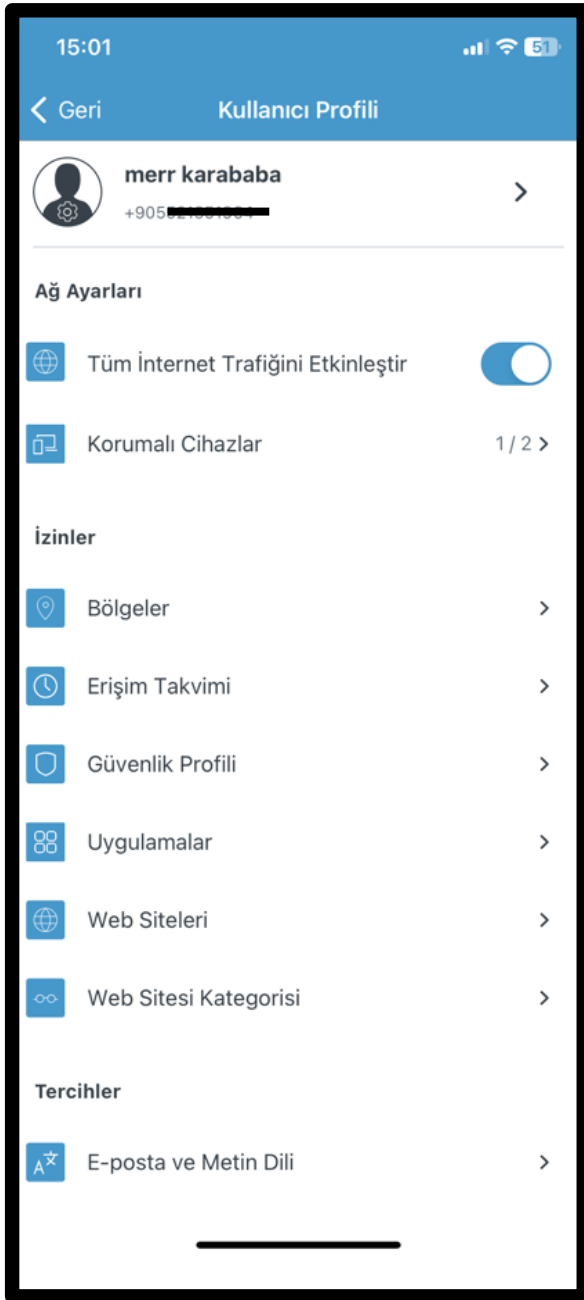 15:01
51
Geri
Kullanıcı Profili
merr karababa
+905
Ağ Ayarları
Tüm İnternet Trafiğini Etkinleştir
Korumalı Cihazlar
1 / 2
İzinler
Bölgeler
Erişim Takvimi
Güvenlik Profili
Uygulamalar
Web Siteleri
Web Sitesi Kategorisi
Tercihler
E-posta ve Metin Dili